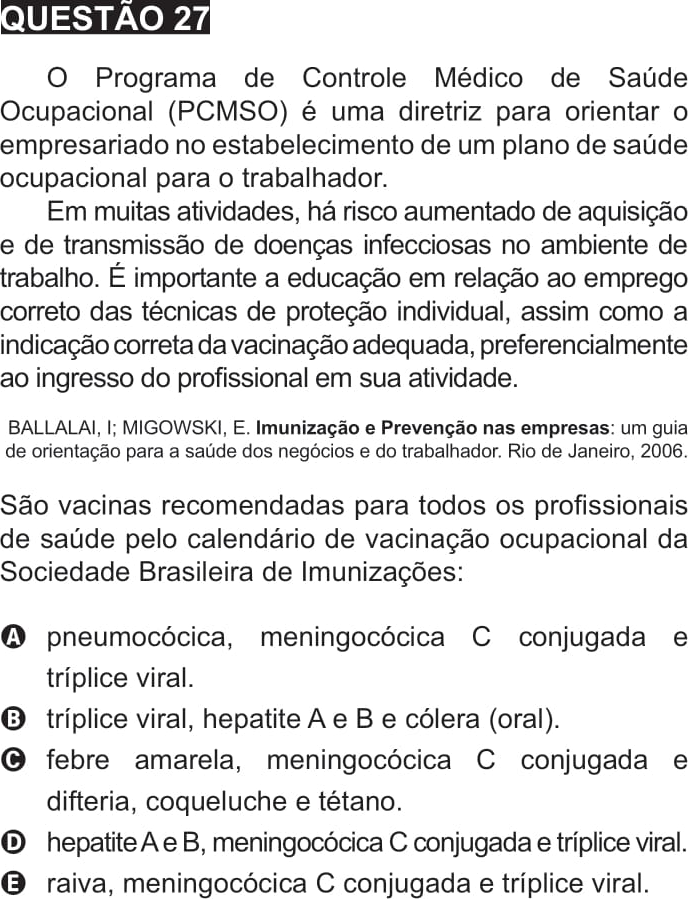 QUESTÃO 27
O Programa de Controle Médico de Saúde
Ocupacional (PCMSO) é uma diretriz para orientar o
empresariado no estabelecimento de um plano de saúde
ocupacional para o trabalhador.
Em muitas atividades, há risco aumentado de aquisição
e de transmissão de doenças infecciosas no ambiente de
trabalho. É importante a educação em relação ao emprego
correto das técnicas de proteção individual, assim como a
indicação correta da vacinação adequada, preferencialmente
ao ingresso do profissional em sua atividade.
BALLALAI, I; MIGOWSKI, E. Imunização e Prevenção nas empresas: um guia
de orientação para a saúde dos negócios e do trabalhador. Rio de Janeiro, 2006.
São vacinas recomendadas para todos os profissionais
de saúde pelo calendário de vacinação ocupacional da
Sociedade Brasileira de Imunizações:
A pneumocócica, meningocócica C conjugada e
tríplice viral.
B tríplice viral, hepatite A e B e cólera (oral).
C febre amarela, meningocócica C conjugada e
difteria, coqueluche e tétano.
D hepatite A e B, meningocócica C conjugada e tríplice viral.
E raiva, meningocócica C conjugada e tríplice viral.